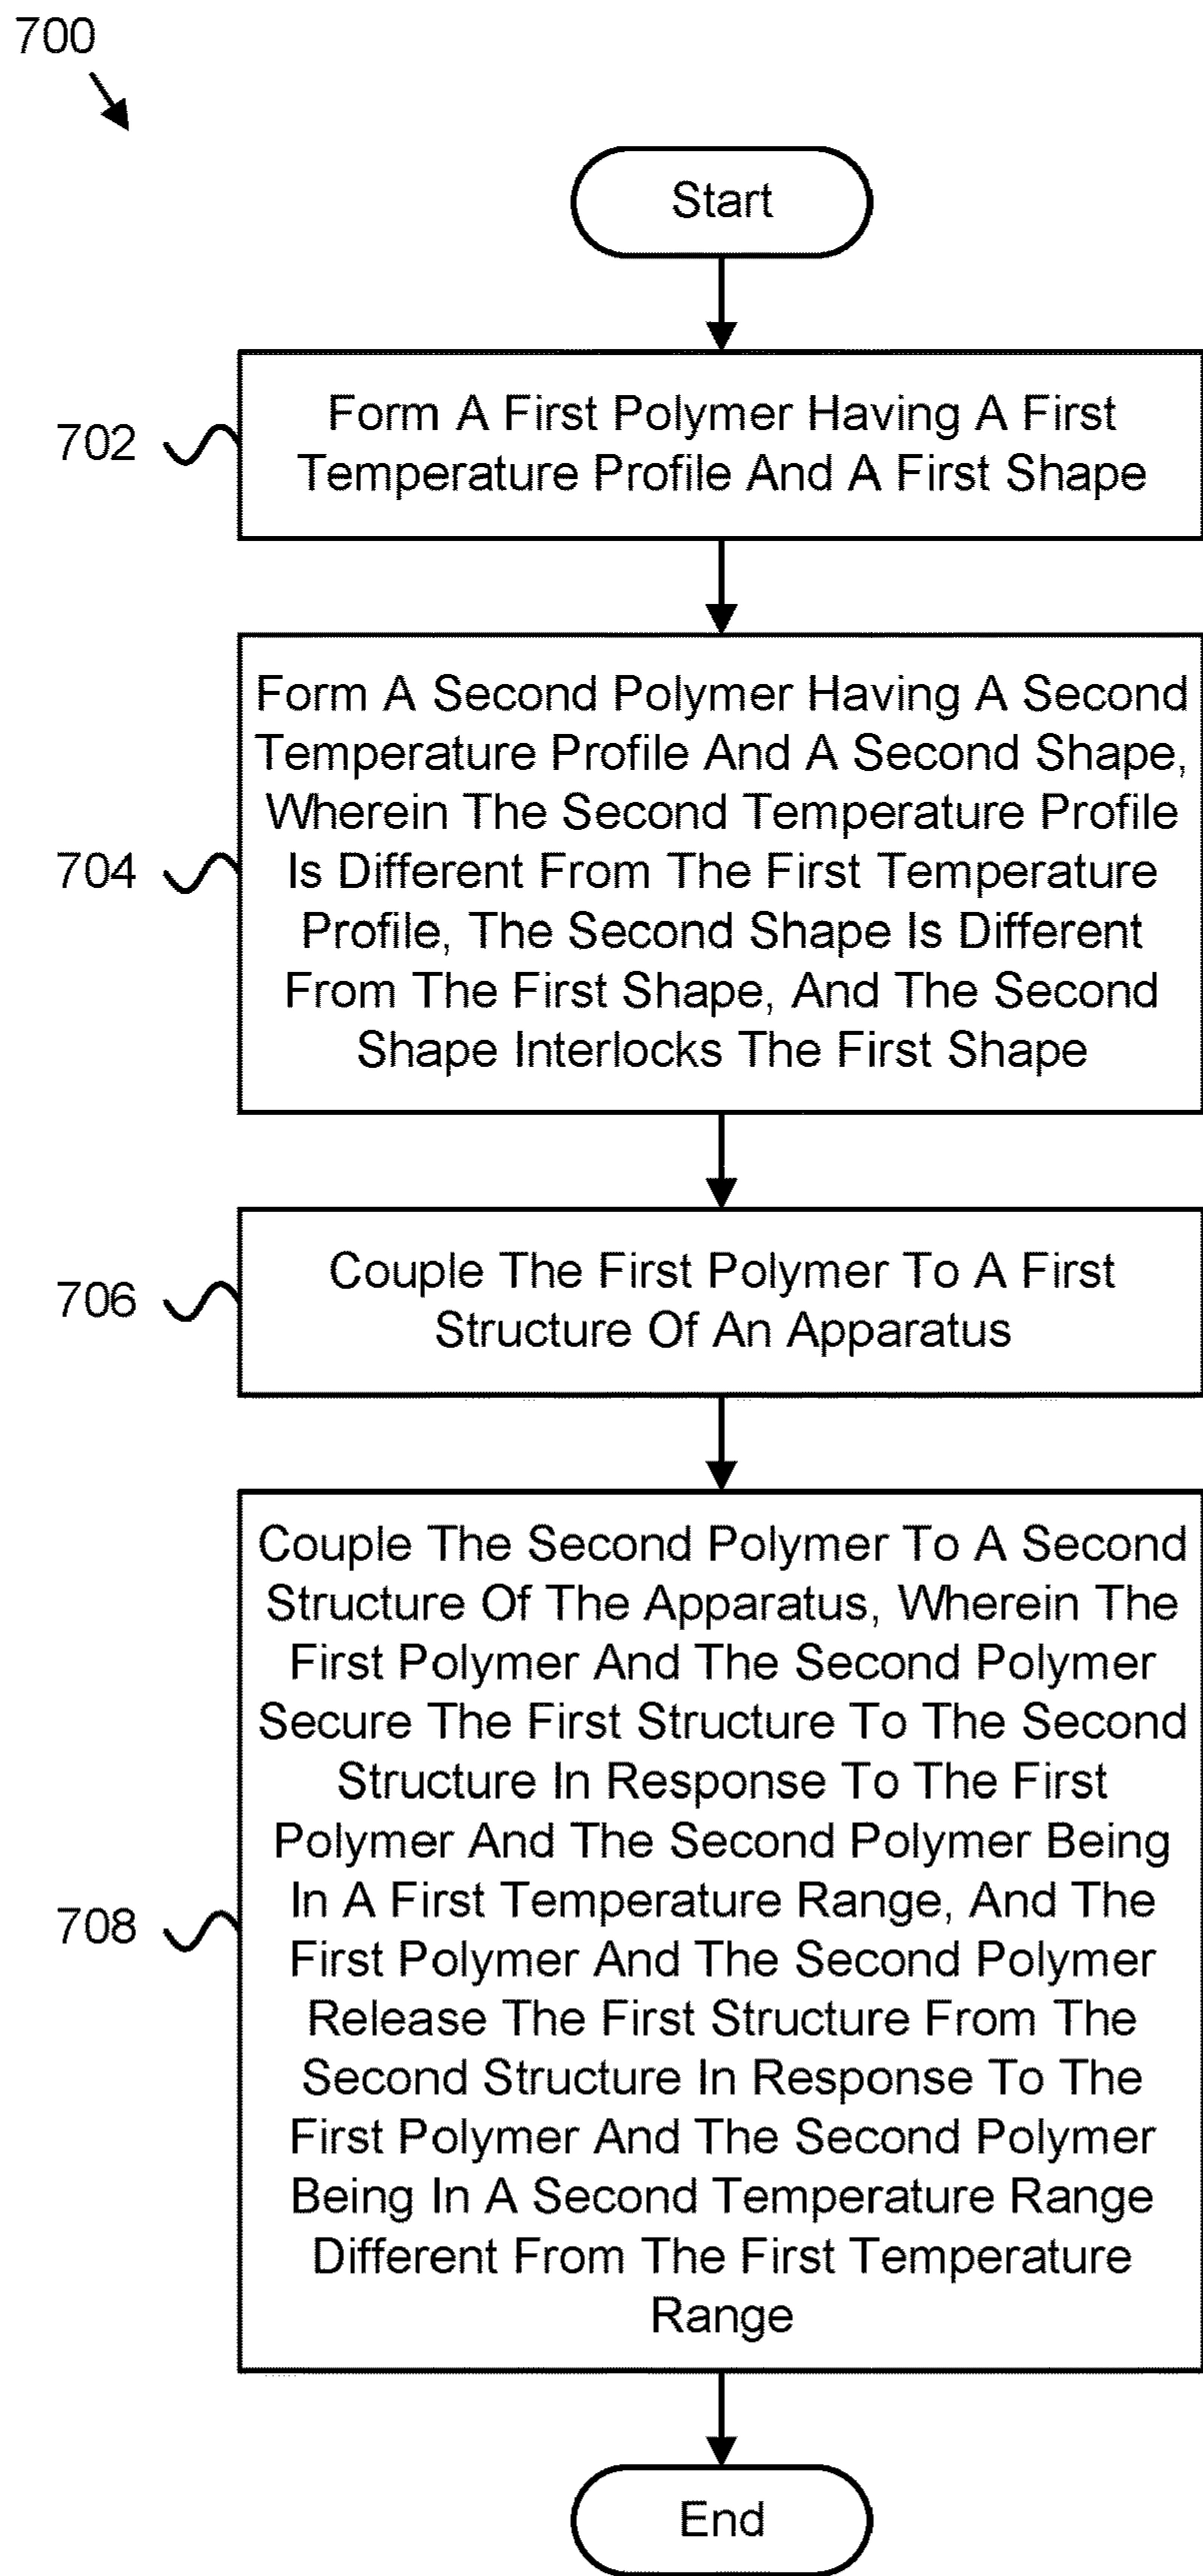 700
Start
702
Form A First Polymer Having A First
Temperature Profile And A First Shape
704
Form A Second Polymer Having A Second
Temperature Profile And A Second Shape,
Wherein The Second Temperature Profile
Is Different From The First Temperature
Profile, The Second Shape Is Different
From The First Shape, And The Second
Shape Interlocks The First Shape
706
Couple The First Polymer To A First
Structure Of An Apparatus
708
Couple The Second Polymer To A Second
Structure Of The Apparatus, Wherein The
First Polymer And The Second Polymer
Secure The First Structure To The Second
Structure In Response To The First
Polymer And The Second Polymer Being
In A First Temperature Range, And The
First Polymer And The Second Polymer
Release The First Structure From The
Second Structure In Response To The
First Polymer And The Second Polymer
Being In A Second Temperature Range
Different From The First Temperature
Range
End